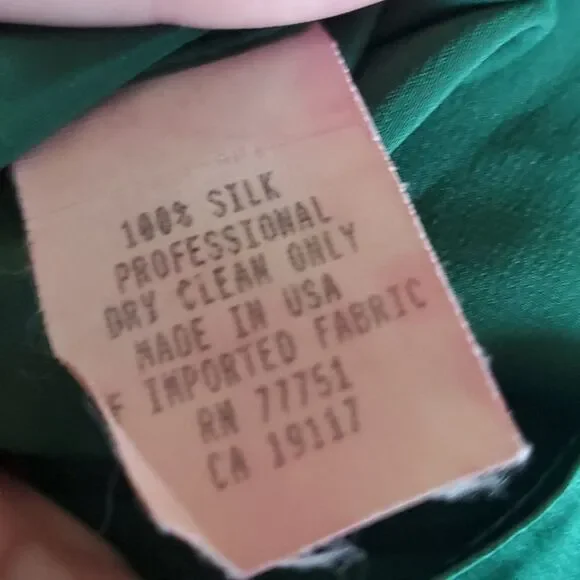 100% SILK
PROFESSIONAL
DRY CLEAN ONLY
MADE IN USA
F IMPORTED FABRIC
RN 77751
CA 19117